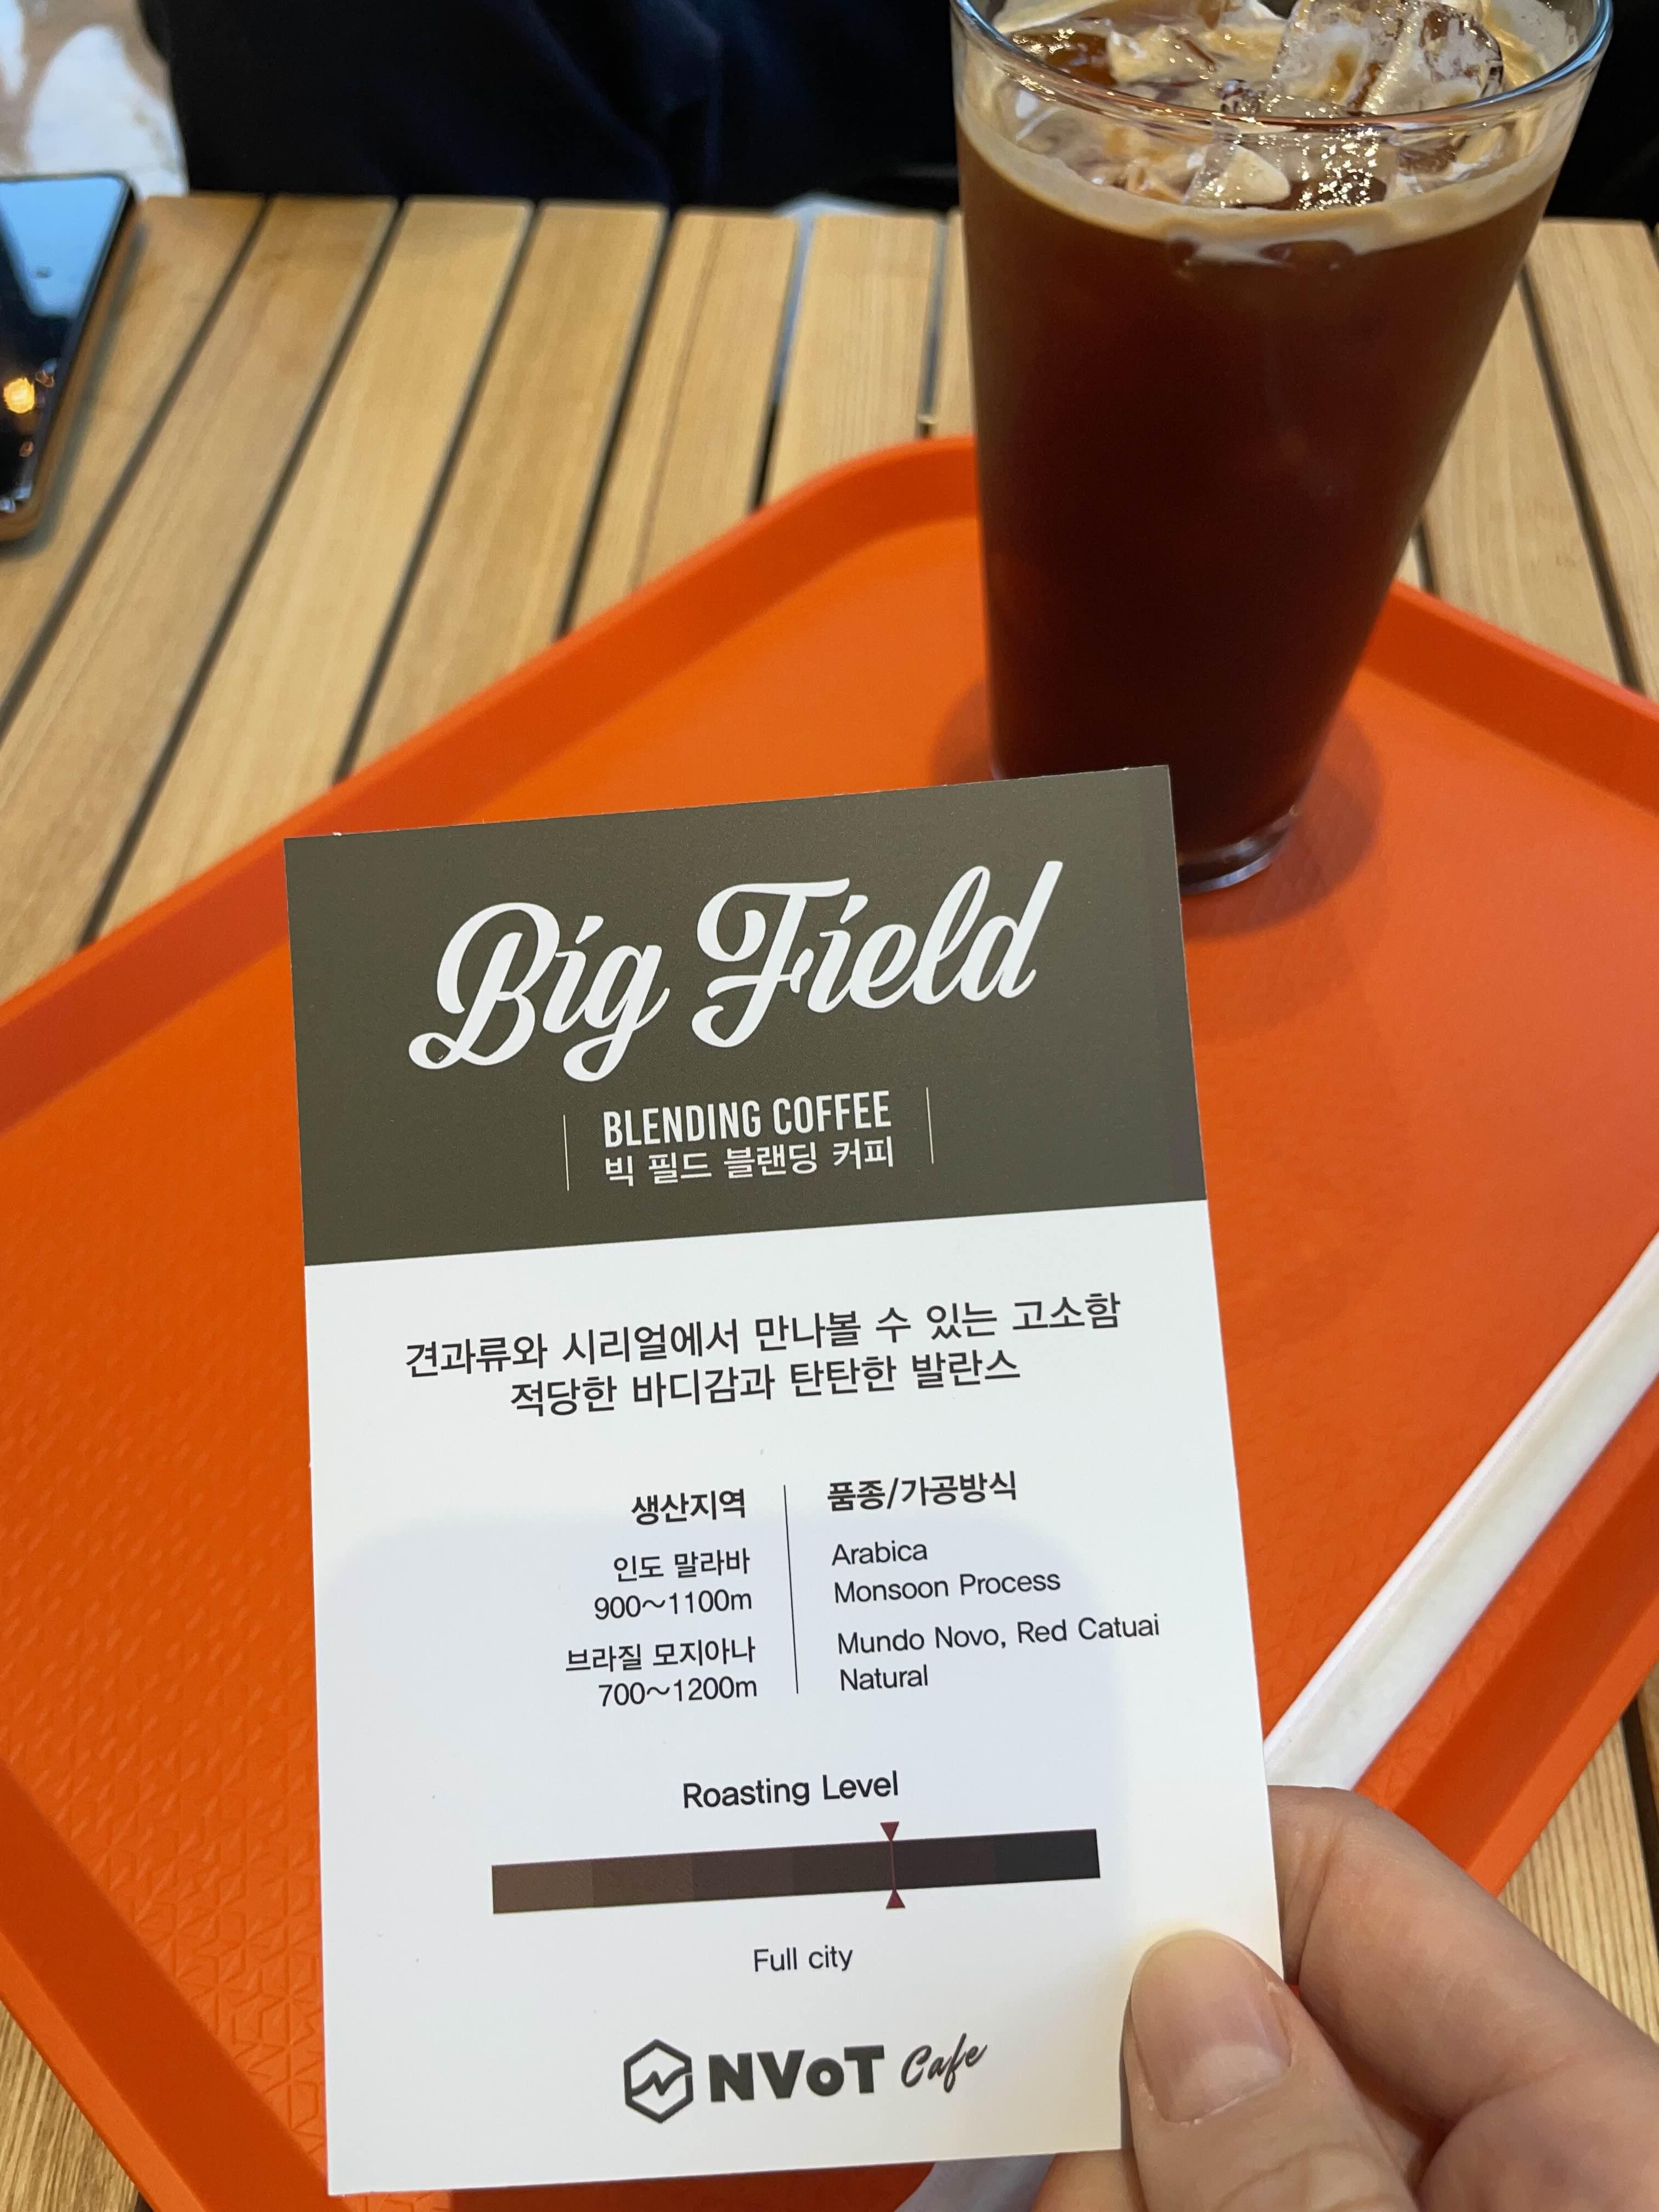 Big Field
BLENDING COFFEE
빅 필드 블랜딩 커피
견과류와 시리얼에서 만나볼 수 있는 고소함
적당한 바디감과 탄탄한 발란스
생산지역
인도 말라바
900~1100m
브라질 모지아나
700~1200m
품종/가공방식
Arabica
Monsoon Process
Mundo Novo, Red Catuai
Natural
Roasting Level
Full city
NVoT Cafe